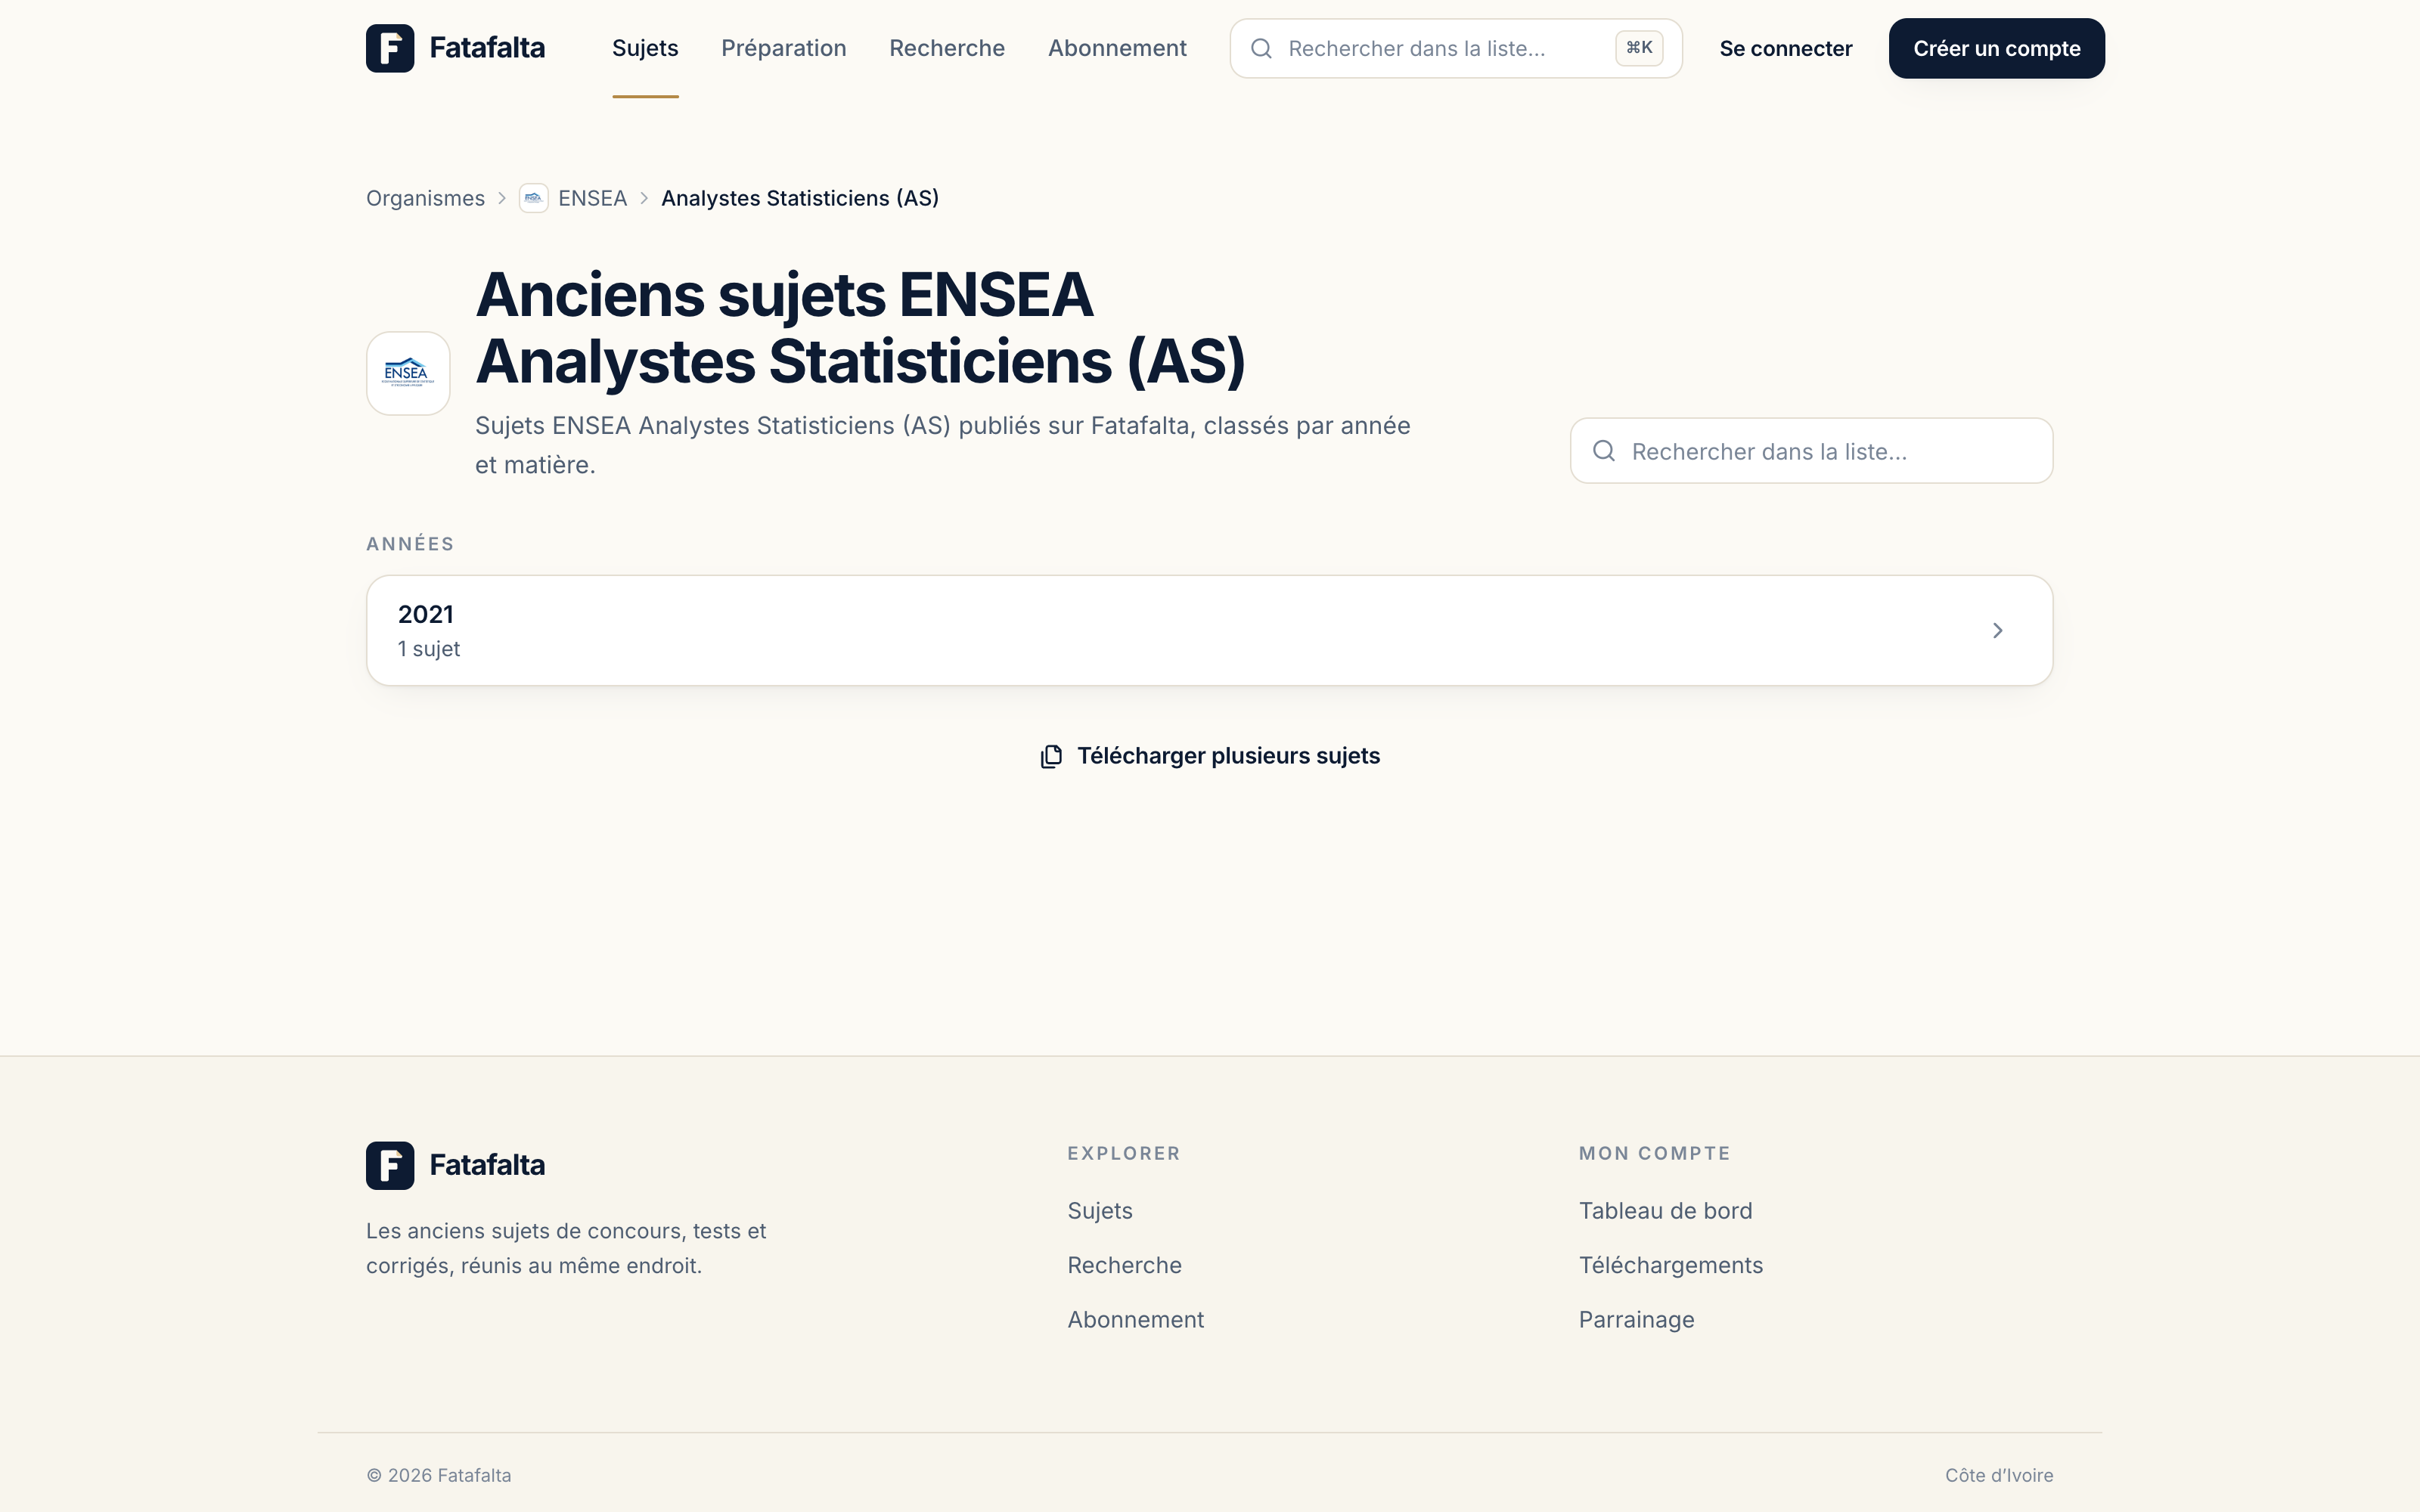 Fatafalta
Sujets
Préparation
Recherche
Abonnement
Rechercher dans la liste...
⌘K
Se connecter
Créer un compte
Organismes
ENSEA
ENSEA
Analystes Statisticiens (AS)
Anciens sujets ENSEA
Analystes Statisticiens (AS)
ENSEA
Sujets ENSEA Analystes Statisticiens (AS) publiés sur Fatafalta, classés par année
et matière.
Rechercher dans la liste...
ANNÉES
2021
1 sujet
Télécharger plusieurs sujets
Fatafalta
Les anciens sujets de concours, tests et
corrigés, réunis au même endroit.
EXPLORER
Sujets
Recherche
Abonnement
MON COMPTE
Tableau de bord
Téléchargements
Parrainage
© 2026 Fatafalta
Côte d’Ivoire